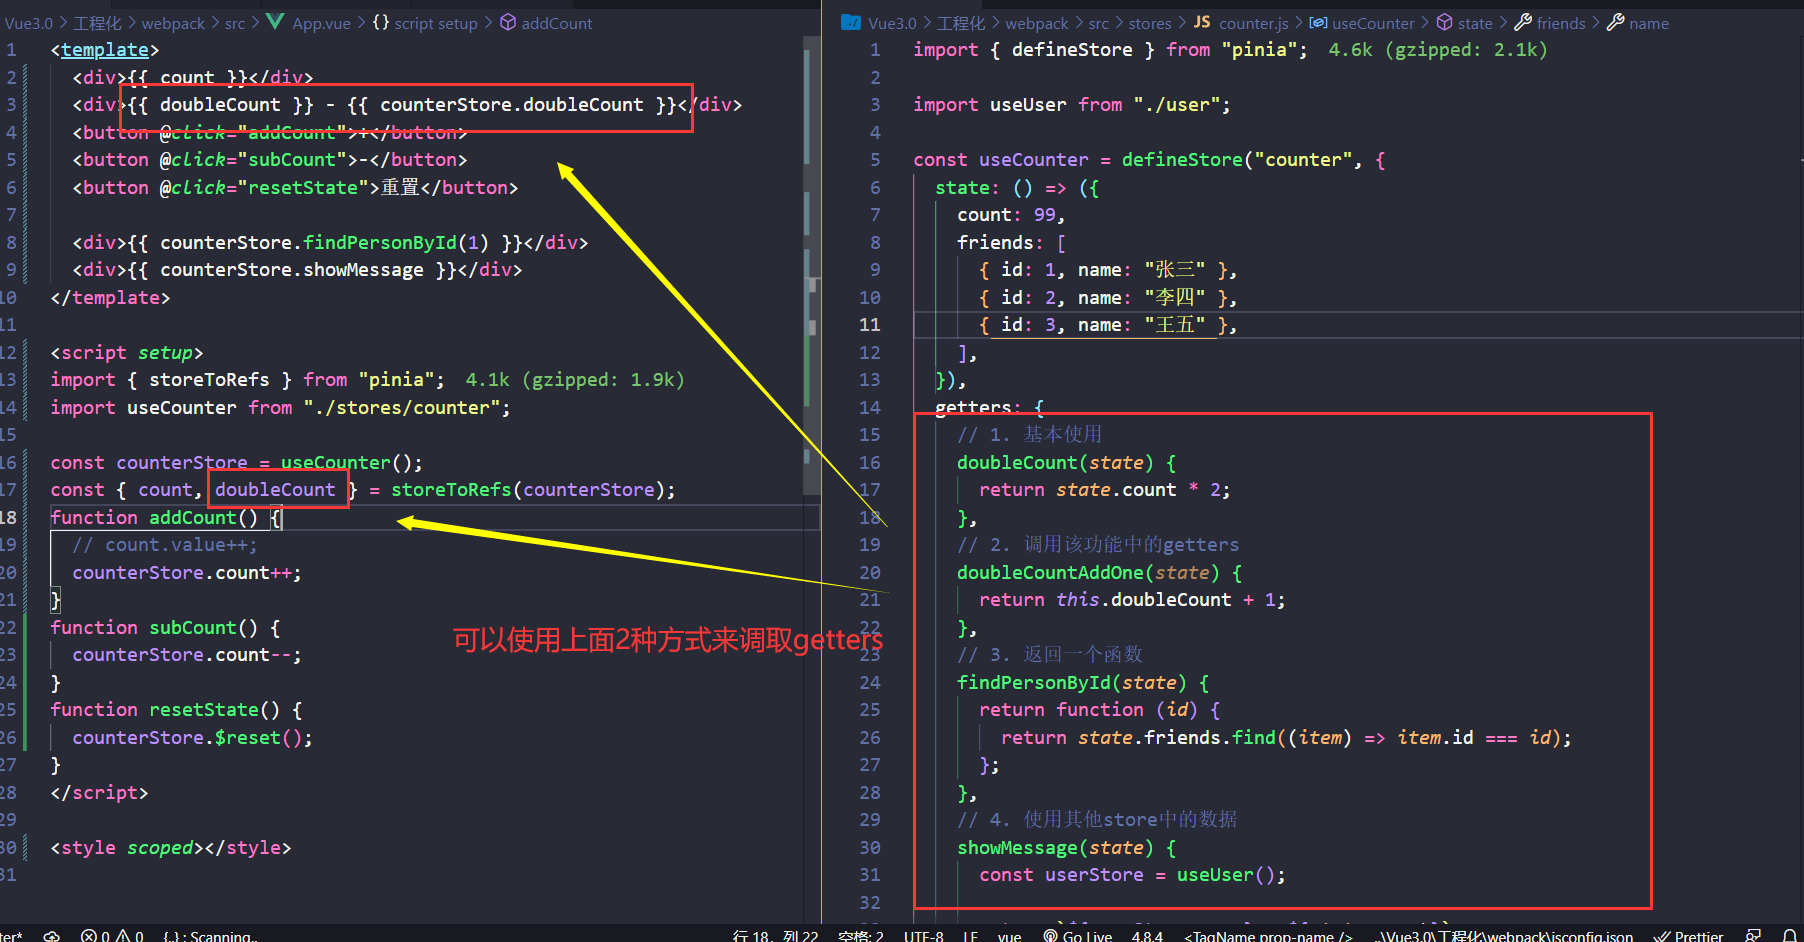 Vue3.0 > 工程化 > webpack > src > App.vue > {} script setup > addCount
1 <template>
2 <div>{{ count }}</div>
3 <div>{{ doubleCount }} - {{ counterStore.doubleCount }}</div>
4 <button @click="addCount">+</button>
5 <button @click="subCount">-</button>
6 <button @click="resetState">重置</button>
7
8 <div>{{ counterStore.findPersonById(1) }}</div>
9 <div>{{ counterStore.showMessage }}</div>
10 </template>
11
12 <script setup>
13 import { storeToRefs } from "pinia"; 4.1k (gzipped: 1.9k)
14 import useCounter from "./stores/counter";
15
16 const counterStore = useCounter();
17 const { count, doubleCount } = storeToRefs(counterStore);
18 function addCount() {
19 // count.value++;
20 counterStore.count++;
21 }
22 function subCount() {
23 counterStore.count--;
24 }
25 function resetState() {
26 counterStore.$reset();
27 }
28 </script>
29
30 <style scoped></style>
31
可以使用上面2种方式来调取getters
Vue3.0 > 工程化 > webpack > src > stores > JS counter.js > useCounter > state > friends > name
1 import { defineStore } from "pinia"; 4.6k (gzipped: 2.1k)
2
3 import useUser from "./user";
4
5 const useCounter = defineStore("counter", {
6 state: () => ({
7 count: 99,
8 friends: [
9 { id: 1, name: "张三" },
10 { id: 2, name: "李四" },
11 { id: 3, name: "王五" },
12 ],
13 }),
14 getters: {
15 // 1. 基本使用
16 doubleCount(state) {
17 return state.count * 2;
18 },
19 // 2. 调用该功能中的getters
20 doubleCountAddOne(state) {
21 return this.doubleCount + 1;
22 },
23 // 3. 返回一个函数
24 findPersonById(state) {
25 return function (id) {
26 return state.friends.find((item) => item.id === id);
27 };
28 },
29 // 4. 使用其他store中的数据
30 showMessage(state) {
31 const userStore = useUser();
32
ter* 0 0 {..} : Scanning.. 行 18，列 22 空格: 2 UTF-8 LF vue Go Live 4.8.4 <TagName prop-name /> ..\Vue3.0\工程化\webpack\jsconfig.json Prettier